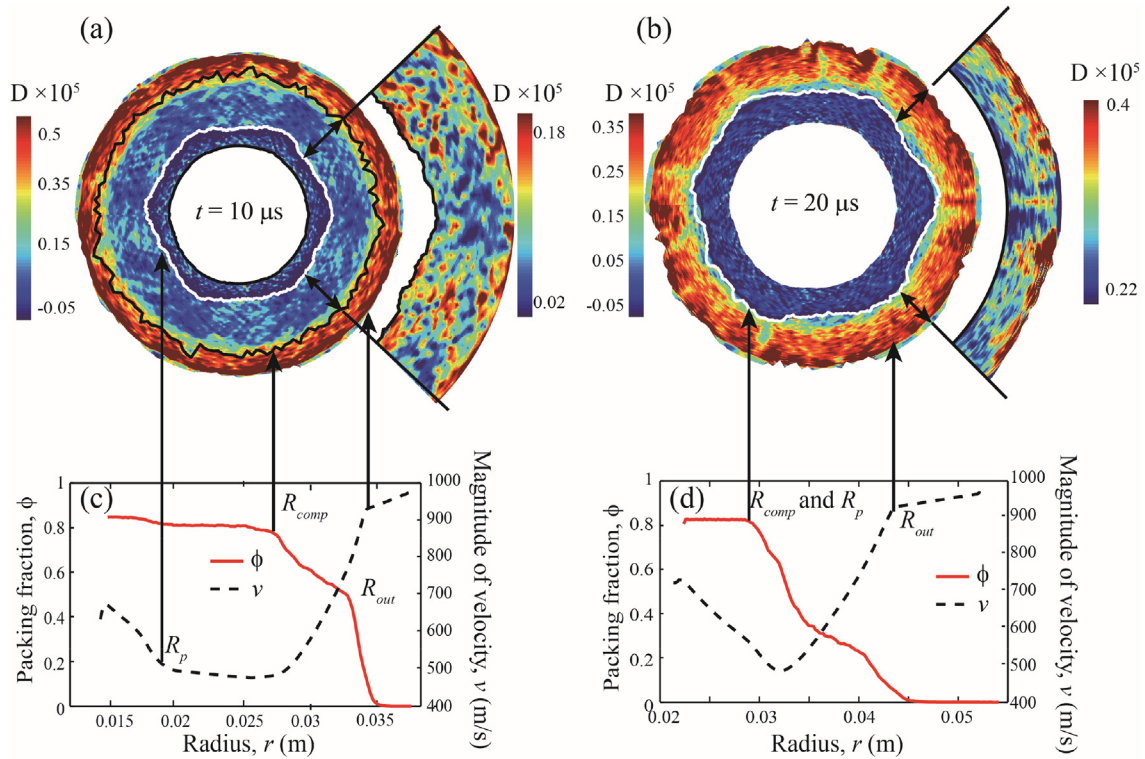 (a)
(b)
D ×10⁵
0.5
0.35
0.15
-0.05
t = 10 μs
D ×10⁵
0.18
0.02
D ×10⁵
0.35
0.25
0.15
0.05
-0.05
t = 20 μs
D ×10⁵
0.4
0.22
(c)
Packing fraction, ϕ
1
0.8
0.6
0.4
0.2
0
R_comp
R_out
R_p
ϕ
v
1000
900
800
700
600
500
400
Magnitude of velocity, v (m/s)
0.015 0.02 0.025 0.03 0.035
Radius, r (m)
(d)
Packing fraction, ϕ
1
0.8
0.6
0.4
0.2
0
R_comp and R_p
R_out
ϕ
v
1000
900
800
700
600
500
400
Magnitude of velocity, v (m/s)
0.02 0.03 0.04 0.05
Radius, r (m)